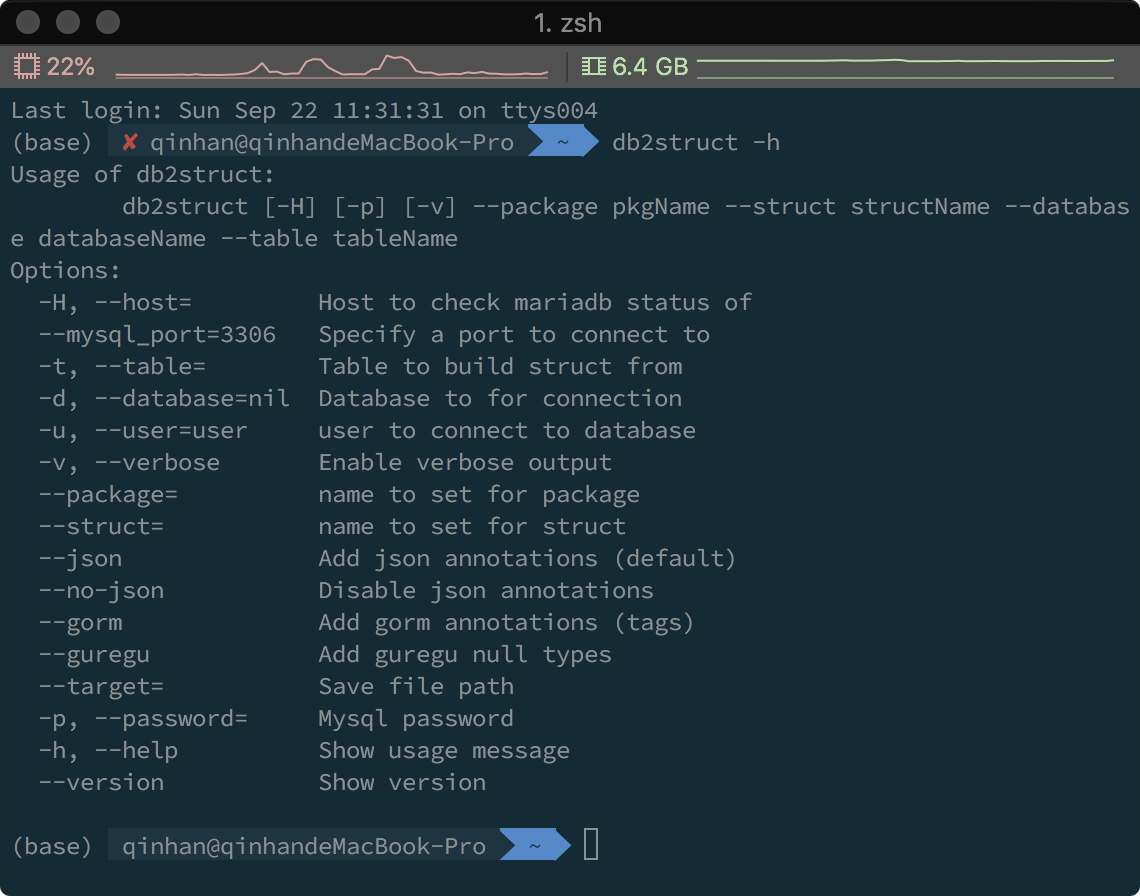 1. zsh
22% 6.4 GB
Last login: Sun Sep 22 11:31:31 on ttys004
(base) ✘ qinhan@qinhandeMacBook-Pro ~ db2struct -h
Usage of db2struct:
        db2struct [-H] [-p] [-v] --package pkgName --struct structName --databas
e databaseName --table tableName
Options:
  -H, --host=         Host to check mariadb status of
  --mysql_port=3306   Specify a port to connect to
  -t, --table=        Table to build struct from
  -d, --database=nil  Database to for connection
  -u, --user=user     user to connect to database
  -v, --verbose       Enable verbose output
  --package=          name to set for package
  --struct=           name to set for struct
  --json              Add json annotations (default)
  --no-json           Disable json annotations
  --gorm              Add gorm annotations (tags)
  --guregu            Add guregu null types
  --target=           Save file path
  -p, --password=     Mysql password
  -h, --help          Show usage message
  --version           Show version
(base) qinhan@qinhandeMacBook-Pro ~